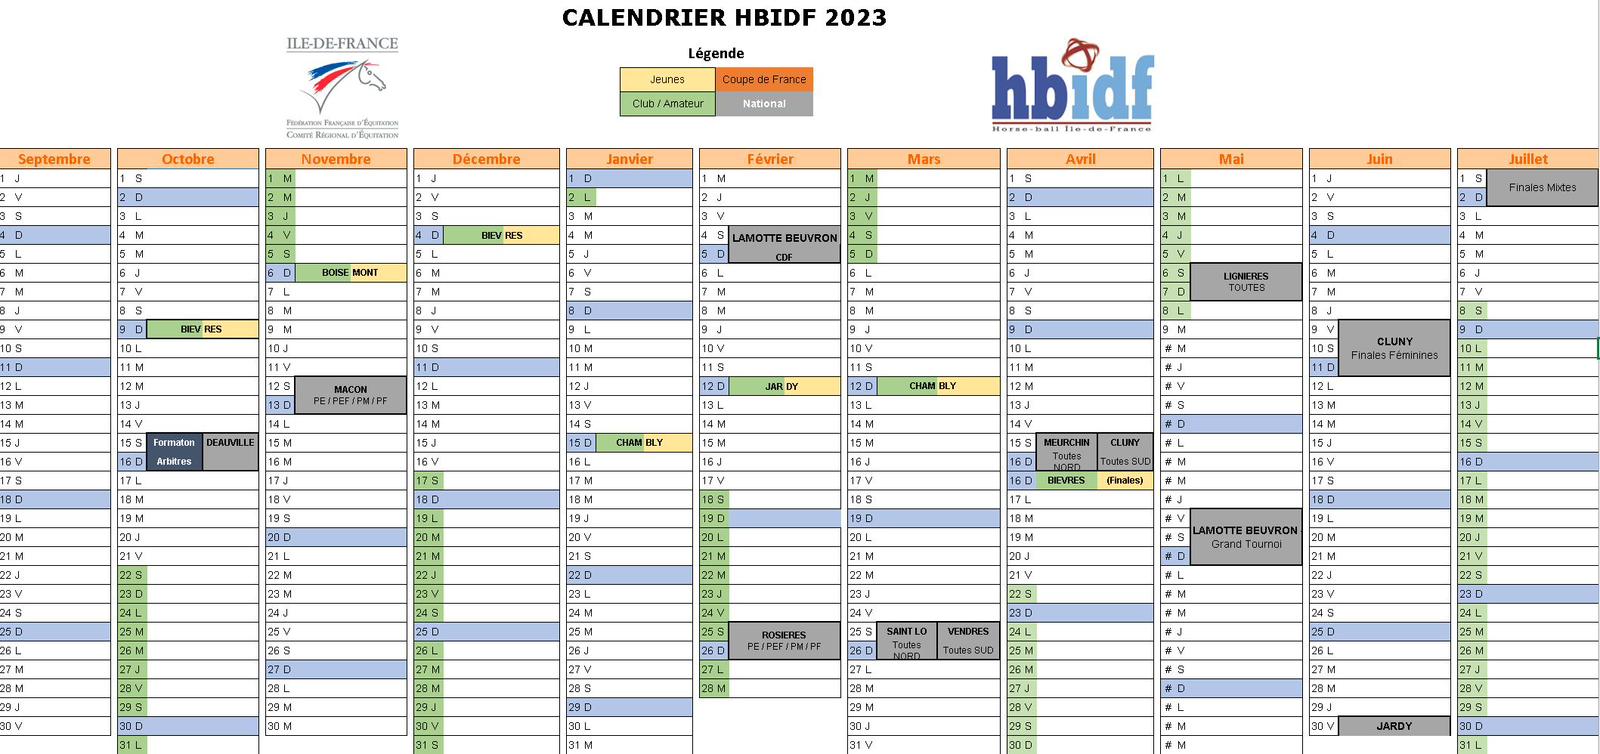 CALENDRIER HBIDF 2023
ILE-DE-FRANCE
FÉDÉRATION FRANÇAISE D'ÉQUITATION
COMITÉ RÉGIONAL D'ÉQUITATION
Légende
Jeunes
Coupe de France
Club / Amateur
National
hbidf
Horse-ball Île-de-France
Septembre
1 J
2 V
3 S
4 D
5 L
6 M
7 M
8 J
9 V
10 S
11 D
12 L
13 M
14 M
15 J
16 V
17 S
18 D
19 L
20 M
21 M
22 J
23 V
24 S
25 D
26 L
27 M
28 M
29 J
30 V
Octobre
1 S
2 D
3 L
4 M
5 M
6 J
7 V
8 S
9 D BIEVRES
10 L
11 M
12 M
13 J
14 V
15 S Formaton DEAUVILLE
16 D Arbitres
17 L
18 M
19 M
20 J
21 V
22 S
23 D
24 L
25 M
26 M
27 J
28 V
29 S
30 D
31 L
Novembre
1 M
2 M
3 J
4 V
5 S
6 D BOISEMONT
7 L
8 M
9 M
10 J
11 V
12 S MACON
13 D PE / PEF / PM / PF
14 L
15 M
16 M
17 J
18 V
19 S
20 D
21 L
22 M
23 M
24 J
25 V
26 S
27 D
28 L
29 M
30 M
Décembre
1 J
2 V
3 S
4 D BIEVRES
5 L
6 M
7 M
8 J
9 V
10 S
11 D
12 L
13 M
14 M
15 J
16 V
17 S
18 D
19 L
20 M
21 M
22 J
23 V
24 S
25 D
26 L
27 M
28 M
29 J
30 V
31 S
Janvier
1 D
2 L
3 M
4 M
5 J
6 V
7 S
8 D
9 L
10 M
11 M
12 J
13 V
14 S
15 D CHAMBLY
16 L
17 M
18 M
19 J
20 V
21 S
22 D
23 L
24 M
25 M
26 J
27 V
28 S
29 D
30 L
31 M
Février
1 M
2 J
3 V
4 S LAMOTTE BEUVRON
5 D CDF
6 L
7 M
8 M
9 J
10 V
11 S
12 D JARDY
13 L
14 M
15 M
16 J
17 V
18 S
19 D
20 L
21 M
22 M
23 J
24 V
25 S ROSIERES
26 D PE / PEF / PM / PF
27 L
28 M
Mars
1 M
2 J
3 V
4 S
5 D
6 L
7 M
8 M
9 J
10 V
11 S
12 D CHAMBLY
13 L
14 M
15 M
16 J
17 V
18 S
19 D
20 L
21 M
22 M
23 J
24 V
25 S SAINT LO VENDRES
26 D Toutes NORD Toutes SUD
27 L
28 M
29 M
30 J
31 V
Avril
1 S
2 D
3 L
4 M
5 M
6 J
7 V
8 S
9 D
10 L
11 M
12 M
13 J
14 V
15 S MEURCHIN CLUNY
16 D Toutes NORD Toutes SUD
16 D BIEVRES (Finales)
17 L
18 M
19 M
20 J
21 V
22 S
23 D
24 L
25 M
26 M
27 J
28 V
29 S
30 D
Mai
1 L
2 M
3 M
4 J
5 V
6 S LIGNIERES
7 D TOUTES
8 L
9 M
# M
# J
# V
# S
# D
# L
# M
# M
# J
# V
# S LAMOTTE BEUVRON
# D Grand Tournoi
# L
# M
# M
# J
# V
# S
# D
# L
# M
# M
Juin
1 J
2 V
3 S
4 D
5 L
6 M
7 M
8 J
9 V
10 S CLUNY
11 D Finales Féminines
12 L
13 M
14 M
15 J
16 V
17 S
18 D
19 L
20 M
21 M
22 J
23 V
24 S
25 D
26 L
27 M
28 M
29 J
30 V JARDY
Juillet
1 S Finales Mixtes
2 D
3 L
4 M
5 M
6 J
7 V
8 S
9 D
10 L
11 M
12 M
13 J
14 V
15 S
16 D
17 L
18 M
19 M
20 J
21 V
22 S
23 D
24 L
25 M
26 M
27 J
28 V
29 S
30 D
31 L